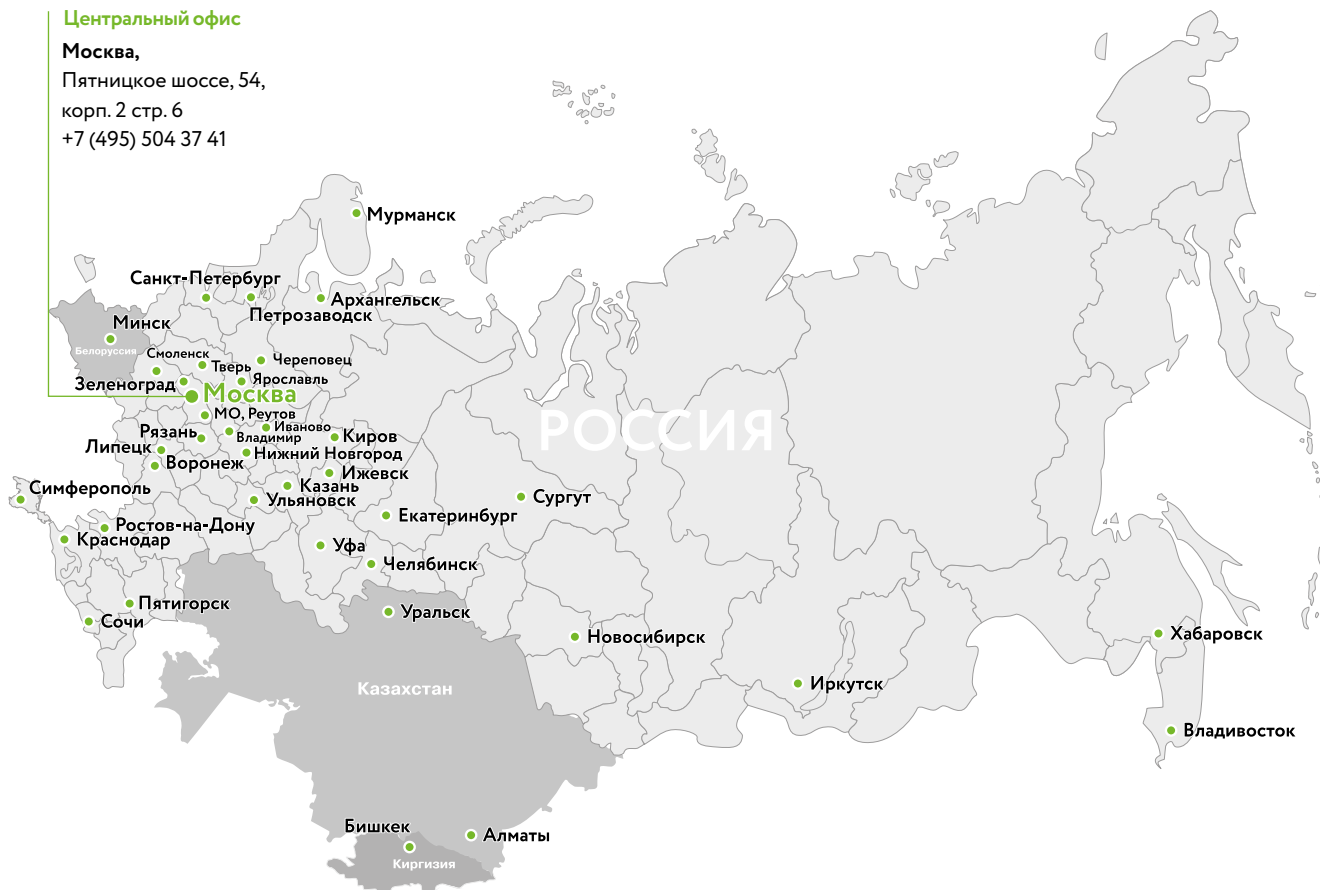 Центральный офис
Москва,
Пятницкое шоссе, 54,
корп. 2 стр. 6
+7 (495) 504 37 41
Мурманск
Санкт-Петербург
Архангельск
Петрозаводск
Минск
Белоруссия
Смоленск
Тверь
Череповец
Зеленоград
Ярославль
Москва
МО, Реутов
РОССИЯ
Рязань
Иваново
Владимир
Киров
Липецк
Нижний Новгород
Воронеж
Ижевск
Казань
Симферополь
Ульяновск
Сургут
Екатеринбург
Ростов-на-Дону
Краснодар
Уфа
Челябинск
Пятигорск
Уральск
Сочи
Новосибирск
Хабаровск
Казахстан
Иркутск
Владивосток
Бишкек
Алматы
Киргизия